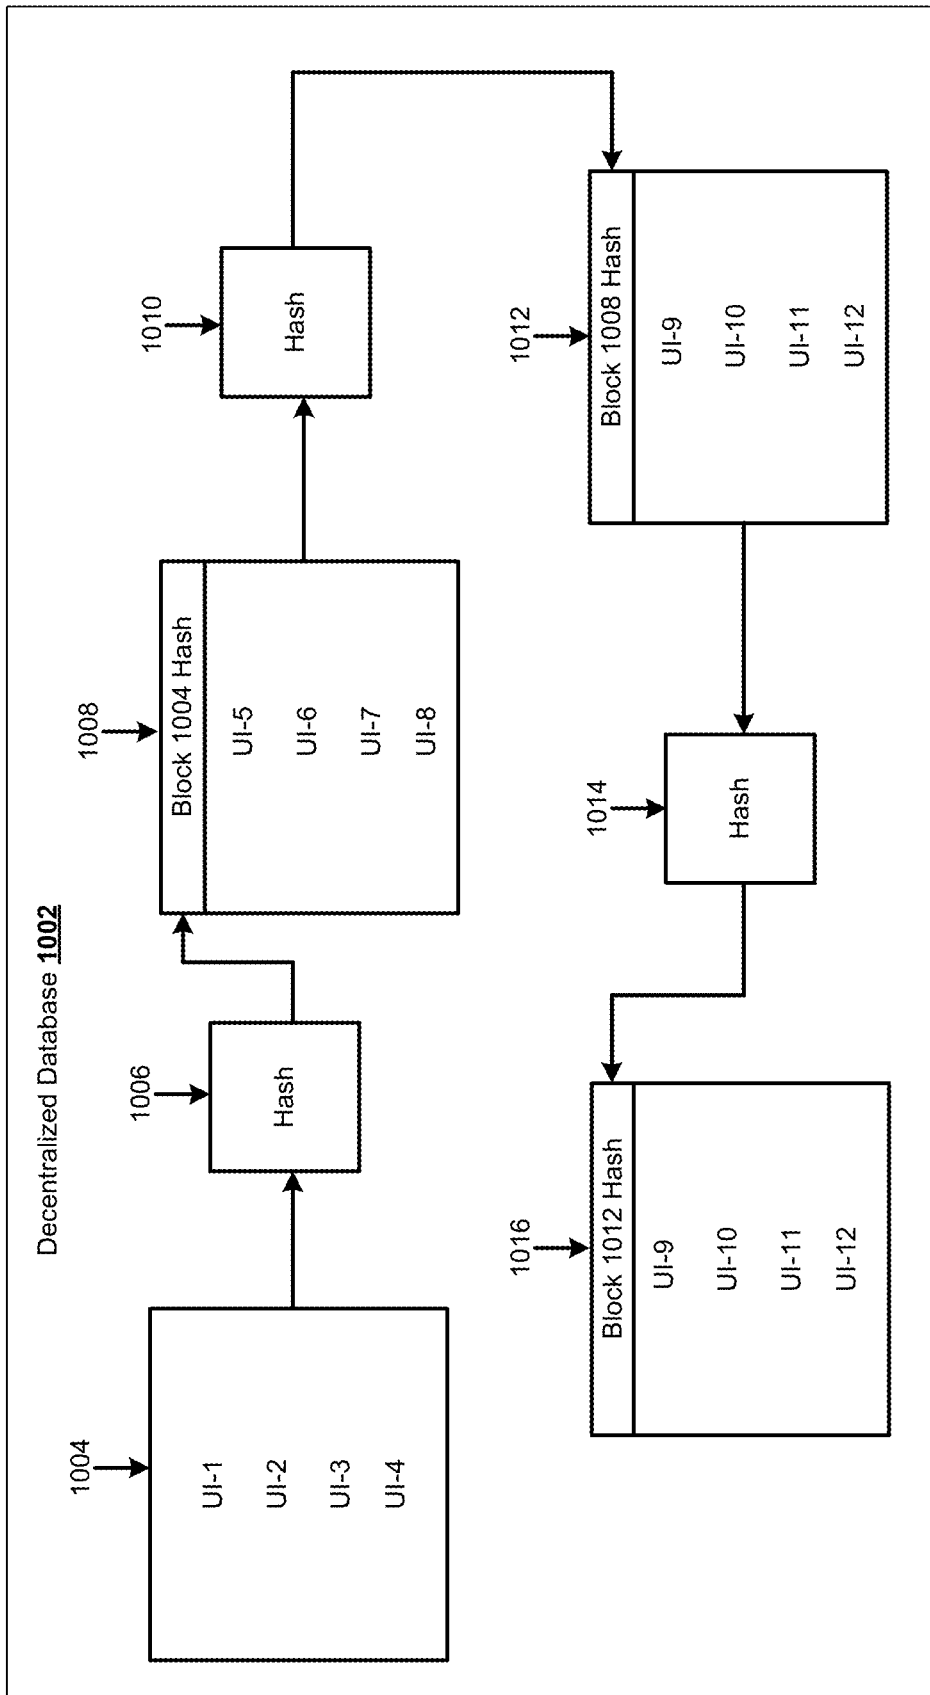 Decentralized Database 1002
1004
UI-1
UI-2
UI-3
UI-4
1006
Hash
1008
Block 1004 Hash
UI-5
UI-6
UI-7
UI-8
1010
Hash
1012
Block 1008 Hash
UI-9
UI-10
UI-11
UI-12
1014
Hash
1016
Block 1012 Hash
UI-9
UI-10
UI-11
UI-12